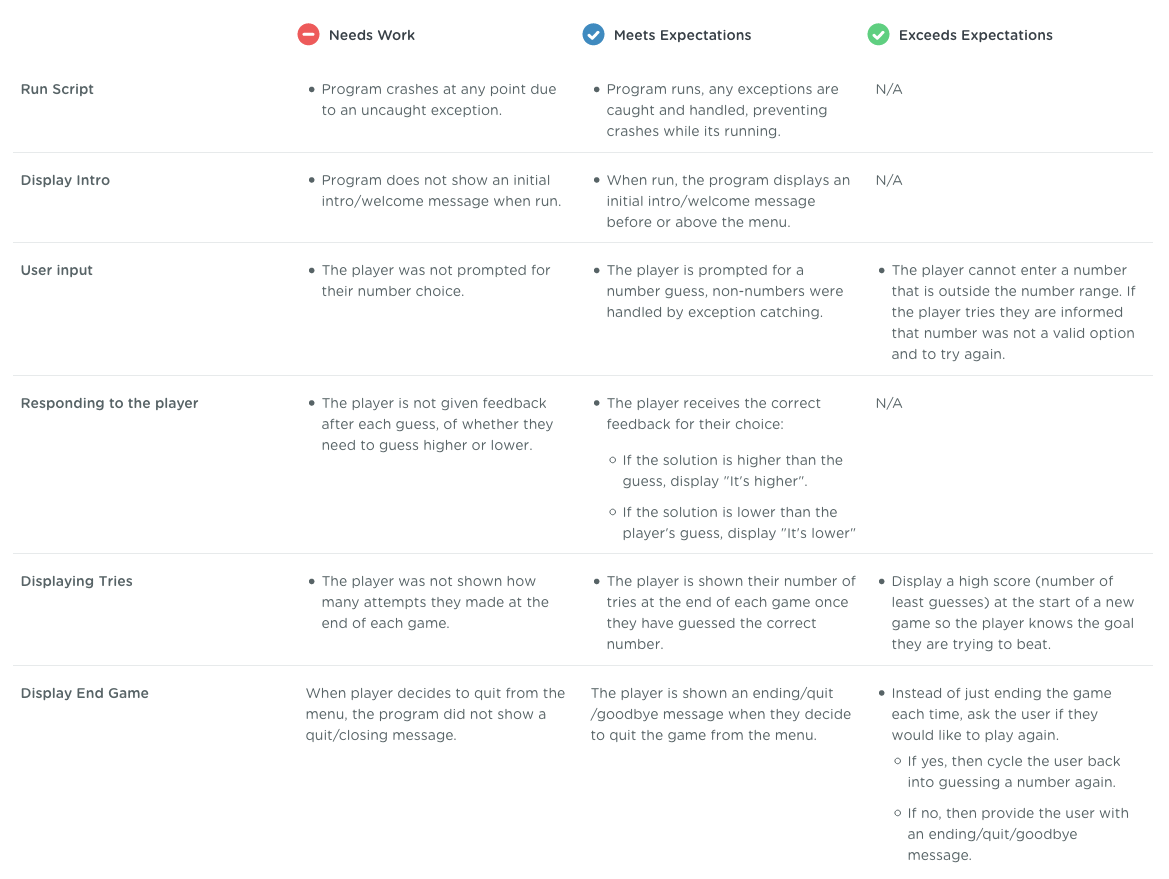 Needs Work
Meets Expectations
Exceeds Expectations
Run Script
Program crashes at any point due
to an uncaught exception.
Program runs, any exceptions are
caught and handled, preventing
crashes while its running.
N/A
Display Intro
Program does not show an initial
intro/welcome message when run.
When run, the program displays an
initial intro/welcome message
before or above the menu.
N/A
User input
The player was not prompted for
their number choice.
The player is prompted for a
number guess, non-numbers were
handled by exception catching.
The player cannot enter a number
that is outside the number range. If
the player tries they are informed
that number was not a valid option
and to try again.
Responding to the player
The player is not given feedback
after each guess, of whether they
need to guess higher or lower.
The player receives the correct
feedback for their choice:
If the solution is higher than the
guess, display "It's higher".
If the solution is lower than the
player's guess, display "It's lower"
N/A
Displaying Tries
The player was not shown how
many attempts they made at the
end of each game.
The player is shown their number of
tries at the end of each game once
they have guessed the correct
number.
Display a high score (number of
least guesses) at the start of a new
game so the player knows the goal
they are trying to beat.
Display End Game
When player decides to quit from the
menu, the program did not show a
quit/closing message.
The player is shown an ending/quit
/goodbye message when they decide
to quit the game from the menu.
Instead of just ending the game
each time, ask the user if they
would like to play again.
If yes, then cycle the user back
into guessing a number again.
If no, then provide the user with
an ending/quit/goodbye
message.